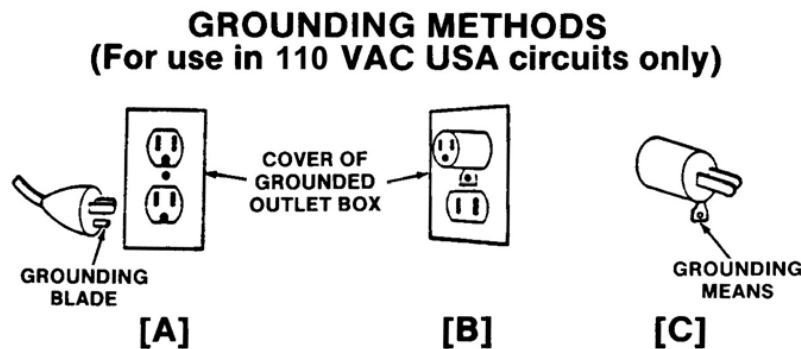 GROUNDING METHODS
(For use in 110 VAC USA circuits only)
COVER OF
GROUNDED
OUTLET BOX
GROUNDING
BLADE
GROUNDING
MEANS
[A]
[B]
[C]